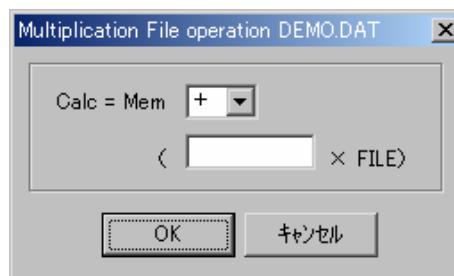 Multiplication File operation DEMO.DAT
Calc = Mem +
( × FILE)
OK キャンセル